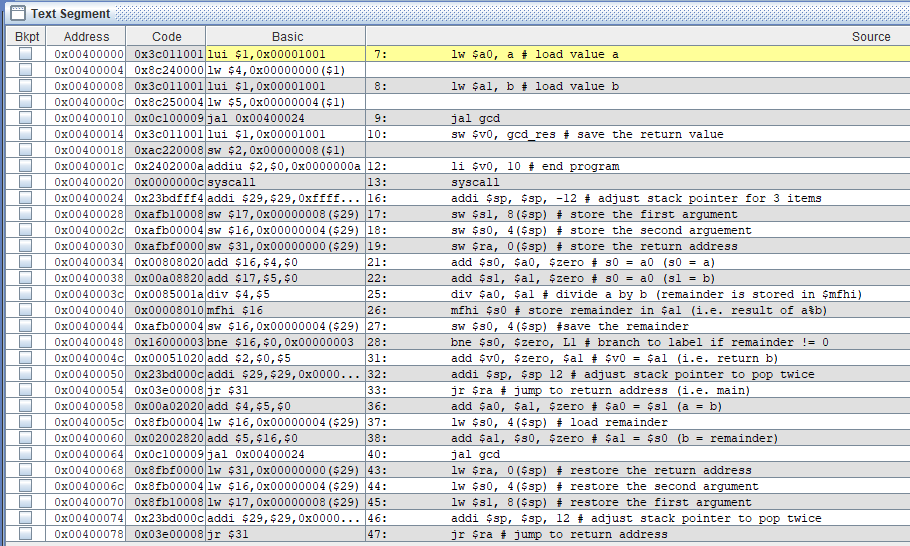 Text Segment
Bkpt Address Code Basic Source
0x00400000 0x3c011001 lui $1,0x00001001 7: lw $a0, a # load value a
0x00400004 0x8c240000 lw $4,0x00000000($1)
0x00400008 0x3c011001 lui $1,0x00001001 8: lw $a1, b # load value b
0x0040000c 0x8c250004 lw $5,0x00000004($1)
0x00400010 0x0c100009 jal 0x00400024 9: jal gcd
0x00400014 0x3c011001 lui $1,0x00001001 10: sw $v0, gcd_res # save the return value
0x00400018 0xac220008 sw $2,0x00000008($1)
0x0040001c 0x2402000a addiu $2,$0,0x0000000a 12: li $v0, 10 # end program
0x00400020 0x0000000c syscall 13: syscall
0x00400024 0x23bdfff4 addi $29,$29,0xffff... 16: addi $sp, $sp, -12 # adjust stack pointer for 3 items
0x00400028 0xafb10008 sw $17,0x00000008($29) 17: sw $s1, 8($sp) # store the first argument
0x0040002c 0xafb00004 sw $16,0x00000004($29) 18: sw $s0, 4($sp) # store the second arguement
0x00400030 0xafbf0000 sw $31,0x00000000($29) 19: sw $ra, 0($sp) # store the return address
0x00400034 0x00808020 add $16,$4,$0 21: add $s0, $a0, $zero # s0 = a0 (s0 = a)
0x00400038 0x00a08820 add $17,$5,$0 22: add $s1, $a1, $zero # s0 = a0 (s1 = b)
0x0040003c 0x0085001a div $4,$5 25: div $a0, $a1 # divide a by b (remainder is stored in $mfhi)
0x00400040 0x00008010 mfhi $16 26: mfhi $s0 # store remainder in $a1 (i.e. result of a%b)
0x00400044 0xafb00004 sw $16,0x00000004($29) 27: sw $s0, 4($sp) #save the remainder
0x00400048 0x16000003 bne $16,$0,0x00000003 28: bne $s0, $zero, L1 # branch to label if remainder != 0
0x0040004c 0x00051020 add $2,$0,$5 31: add $v0, $zero, $a1 # $v0 = $a1 (i.e. return b)
0x00400050 0x23bd000c addi $29,$29,0x0000... 32: addi $sp, $sp 12 # adjust stack pointer to pop twice
0x00400054 0x03e00008 jr $31 33: jr $ra # jump to return address (i.e. main)
0x00400058 0x00a02020 add $4,$5,$0 36: add $a0, $a1, $zero # $a0 = $s1 (a = b)
0x0040005c 0x8fb00004 lw $16,0x00000004($29) 37: lw $s0, 4($sp) # load remainder
0x00400060 0x02002820 add $5,$16,$0 38: add $a1, $s0, $zero # $a1 = $s0 (b = remainder)
0x00400064 0x0c100009 jal 0x00400024 40: jal gcd
0x00400068 0x8fbf0000 lw $31,0x00000000($29) 43: lw $ra, 0($sp) # restore the return address
0x0040006c 0x8fb00004 lw $16,0x00000004($29) 44: lw $s0, 4($sp) # restore the second argument
0x00400070 0x8fb10008 lw $17,0x00000008($29) 45: lw $s1, 8($sp) # restore the first argument
0x00400074 0x23bd000c addi $29,$29,0x0000... 46: addi $sp, $sp, 12 # adjust stack pointer to pop twice
0x00400078 0x03e00008 jr $31 47: jr $ra # jump to return address